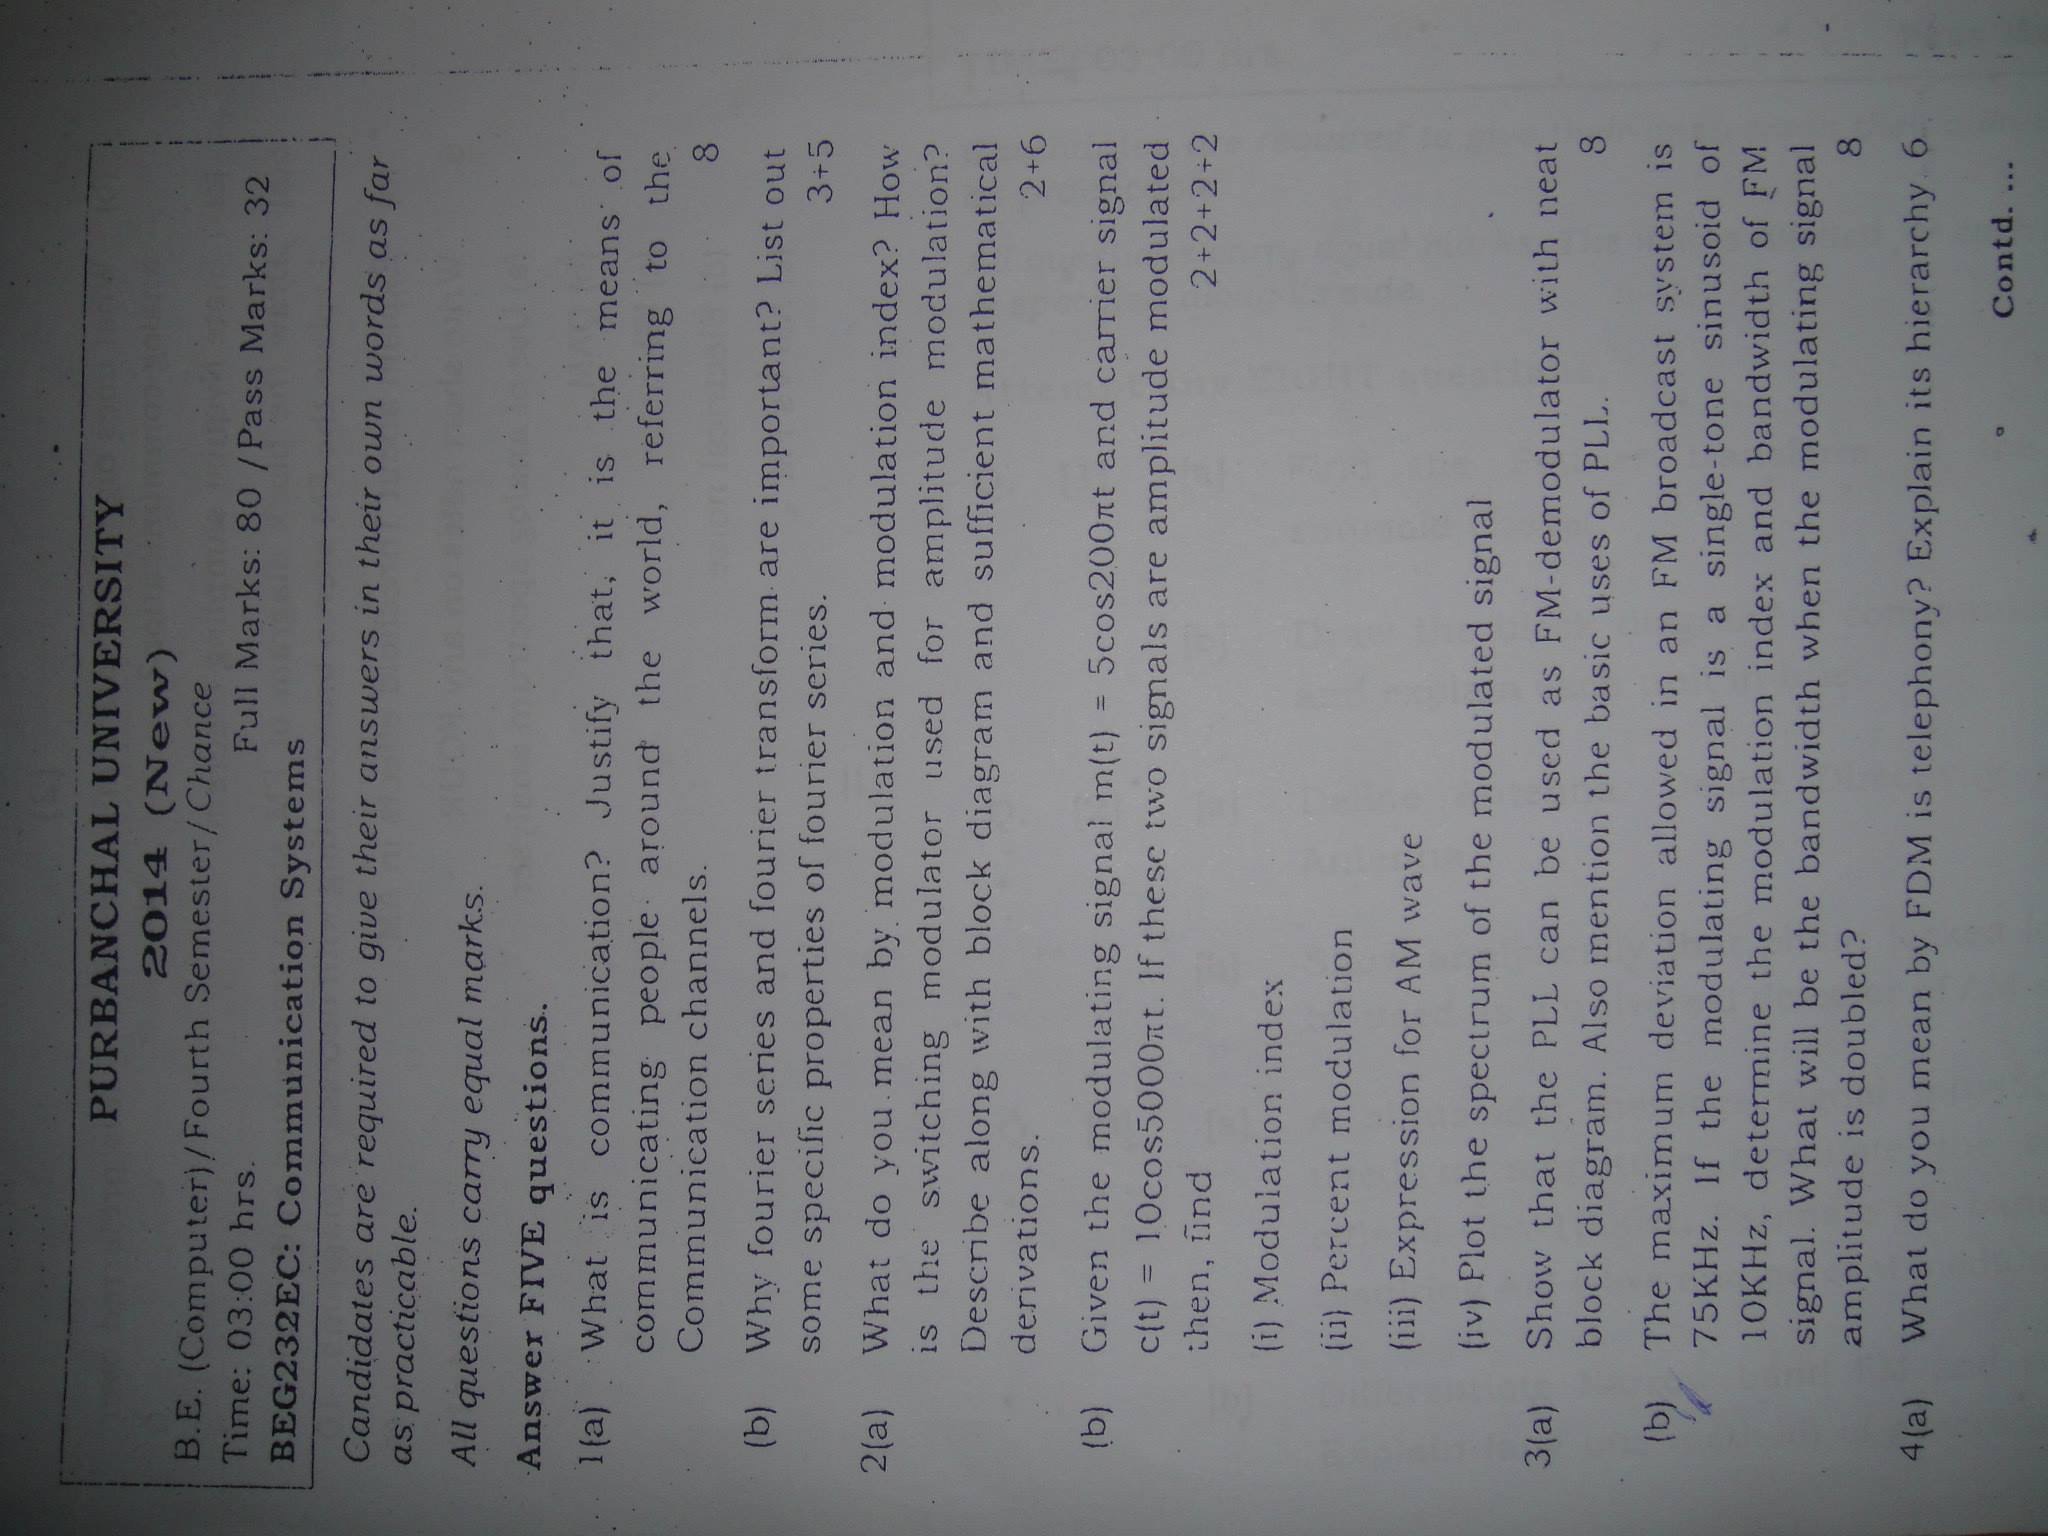 PURBANCHAL UNIVERSITY
2014 (New)
B.E. (Computer)/Fourth Semester/Chance
Time: 03:00 hrs. Full Marks: 80 /Pass Marks: 32
BEG232EC: Communication Systems
Candidates are required to give their answers in their own words as far
as practicable.
All questions carry equal marks.
Answer FIVE questions.
1(a) What is communication? Justify that, it is the means of
communicating people around the world, referring to the
Communication channels. 8
(b) Why fourier series and fourier transform are important? List out
some specific properties of fourier series. 3+5
2(a) What do you mean by modulation and modulation index? How
is the switching modulator used for amplitude modulation?
Describe along with block diagram and sufficient mathematical
derivations. 2+6
(b) Given the modulating signal m(t) = 5cos200πt and carrier signal
c(t) = 10cos5000πt. If these two signals are amplitude modulated
then, find 2+2+2+2
(i) Modulation index
(ii) Percent modulation
(iii) Expression for AM wave
(iv) Plot the spectrum of the modulated signal
3(a) Show that the PLL can be used as FM-demodulator with neat
block diagram. Also mention the basic uses of PLL. 8
(b) The maximum deviation allowed in an FM broadcast system is
75KHz. If the modulating signal is a single-tone sinusoid of
10KHz, determine the modulation index and bandwidth of FM
signal. What will be the bandwidth when the modulating signal
amplitude is doubled? 8
4(a) What do you mean by FDM is telephony? Explain its hierarchy 6
Contd. ...